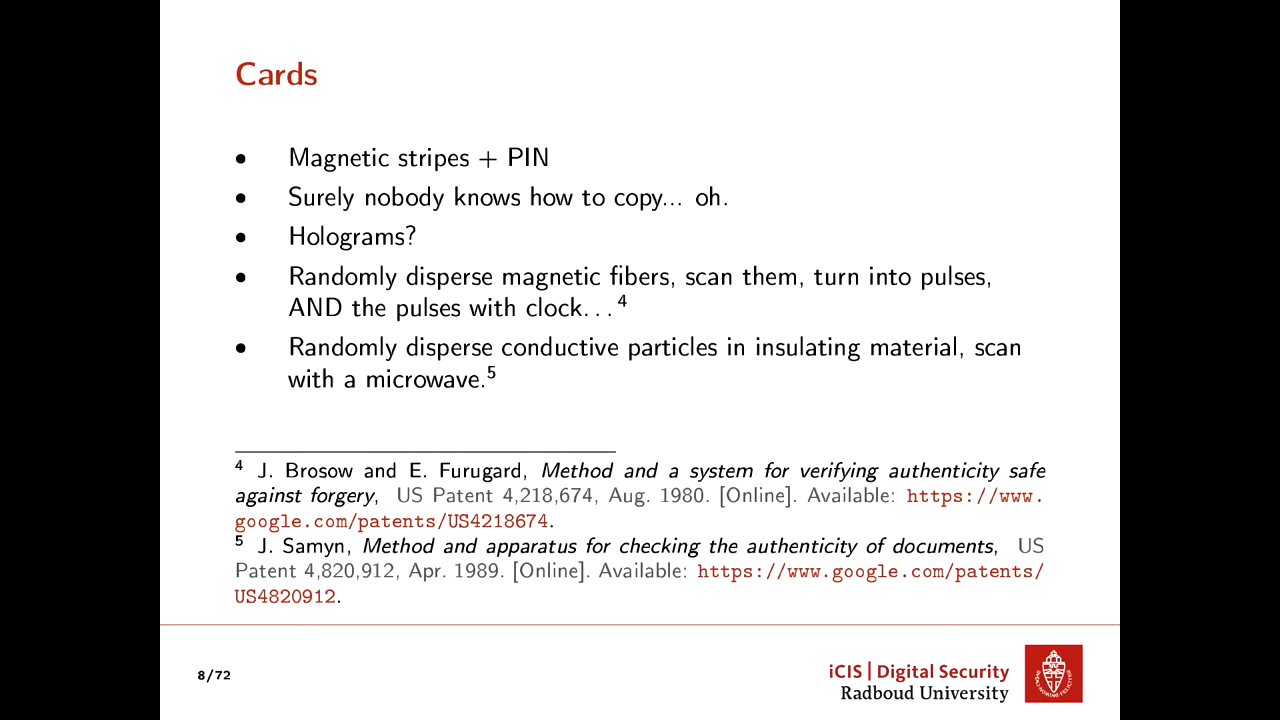 Cards
• Magnetic stripes + PIN
• Surely nobody knows how to copy... oh.
• Holograms?
• Randomly disperse magnetic fibers, scan them, turn into pulses,
AND the pulses with clock. . . 4
• Randomly disperse conductive particles in insulating material, scan
with a microwave.5
4 J. Brosow and E. Furugard, Method and a system for verifying authenticity safe
against forgery, US Patent 4,218,674, Aug. 1980. [Online]. Available: https://www.
google.com/patents/US4218674.
5 J. Samyn, Method and apparatus for checking the authenticity of documents, US
Patent 4,820,912, Apr. 1989. [Online]. Available: https://www.google.com/patents/
US4820912.
8/72
iCIS | Digital Security
Radboud University